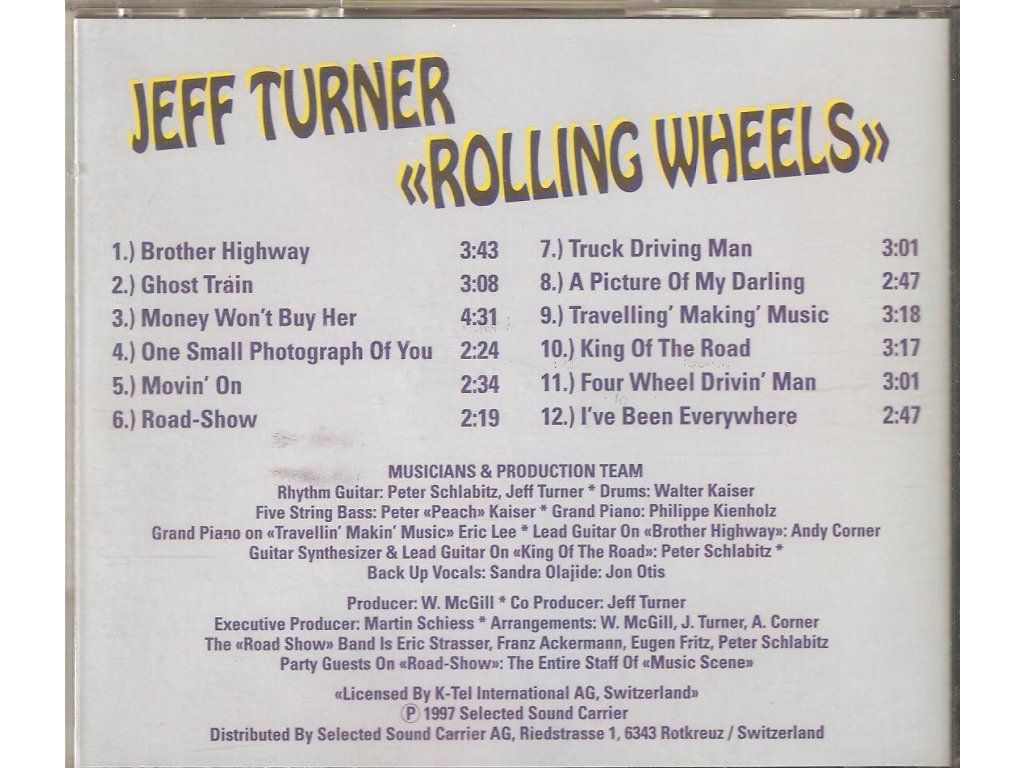 JEFF TURNER
«ROLLING WHEELS»
1.) Brother Highway 3:43
2.) Ghost Train 3:08
3.) Money Won't Buy Her 4:31
4.) One Small Photograph Of You 2:24
5.) Movin' On 2:34
6.) Road-Show 2:19
7.) Truck Driving Man 3:01
8.) A Picture Of My Darling 2:47
9.) Travelling' Making' Music 3:18
10.) King Of The Road 3:17
11.) Four Wheel Drivin' Man 3:01
12.) I've Been Everywhere 2:47
MUSICIANS & PRODUCTION TEAM
Rhythm Guitar: Peter Schlabitz, Jeff Turner * Drums: Walter Kaiser
Five String Bass: Peter «Peach» Kaiser * Grand Piano: Philippe Kienholz
Grand Piano on «Travellin' Makin' Music» Eric Lee * Lead Guitar On «Brother Highway»: Andy Corner
Guitar Synthesizer & Lead Guitar On «King Of The Road»: Peter Schlabitz *
Back Up Vocals: Sandra Olajide: Jon Otis
Producer: W. McGill * Co Producer: Jeff Turner
Executive Producer: Martin Schiess * Arrangements: W. McGill, J. Turner, A. Corner
The «Road Show» Band Is Eric Strasser, Franz Ackermann, Eugen Fritz, Peter Schlabitz
Party Guests On «Road-Show»: The Entire Staff Of «Music Scene»
«Licensed By K-Tel International AG, Switzerland»
Ⓟ 1997 Selected Sound Carrier
Distributed By Selected Sound Carrier AG, Riedstrasse 1, 6343 Rotkreuz / Switzerland